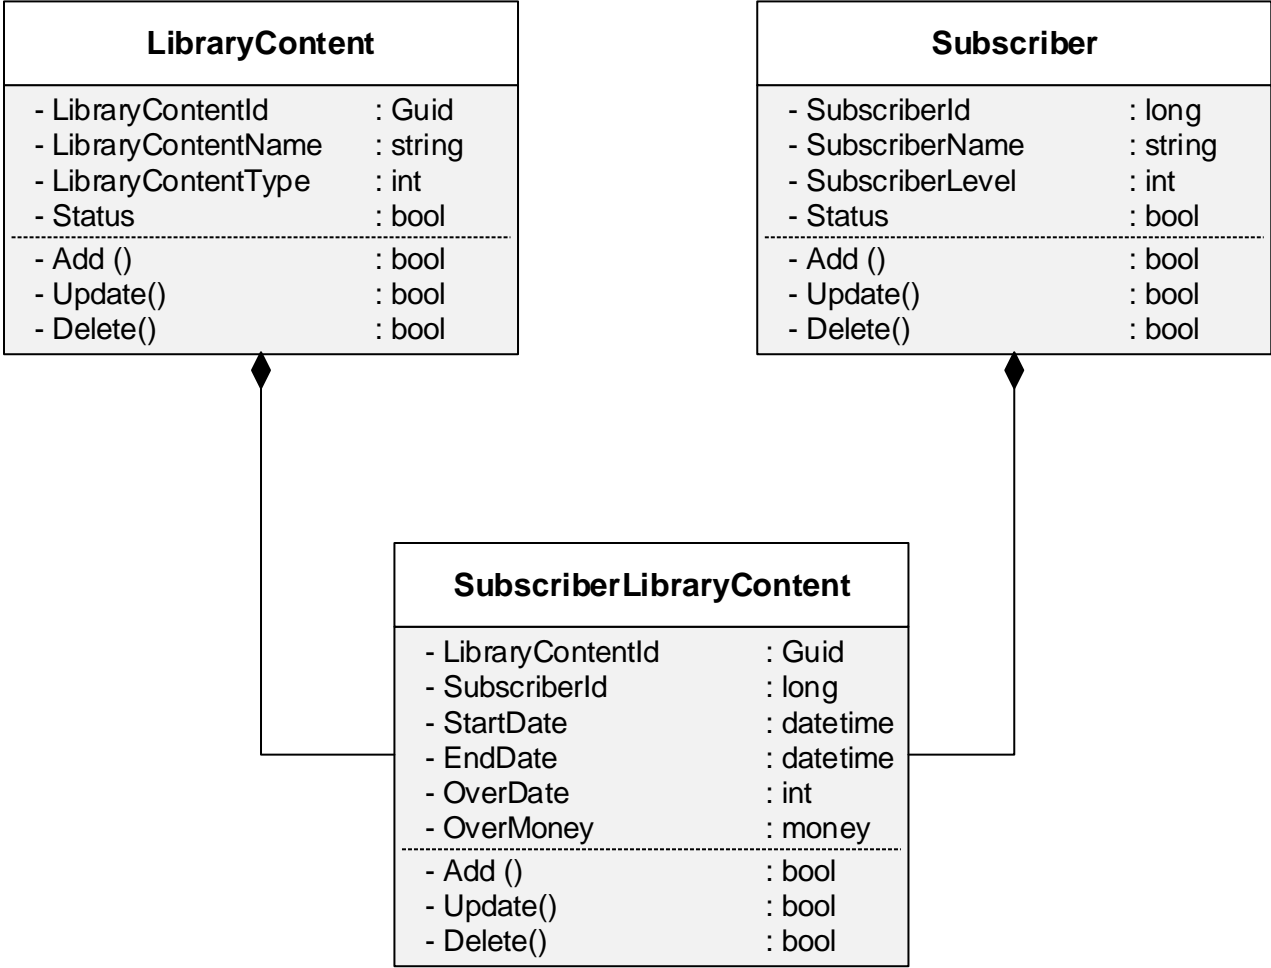 LibraryContent
- LibraryContentId : Guid
- LibraryContentName : string
- LibraryContentType : int
- Status : bool
- Add () : bool
- Update() : bool
- Delete() : bool
Subscriber
- SubscriberId : long
- SubscriberName : string
- SubscriberLevel : int
- Status : bool
- Add () : bool
- Update() : bool
- Delete() : bool
SubscriberLibraryContent
- LibraryContentId : Guid
- SubscriberId : long
- StartDate : datetime
- EndDate : datetime
- OverDate : int
- OverMoney : money
- Add () : bool
- Update() : bool
- Delete() : bool